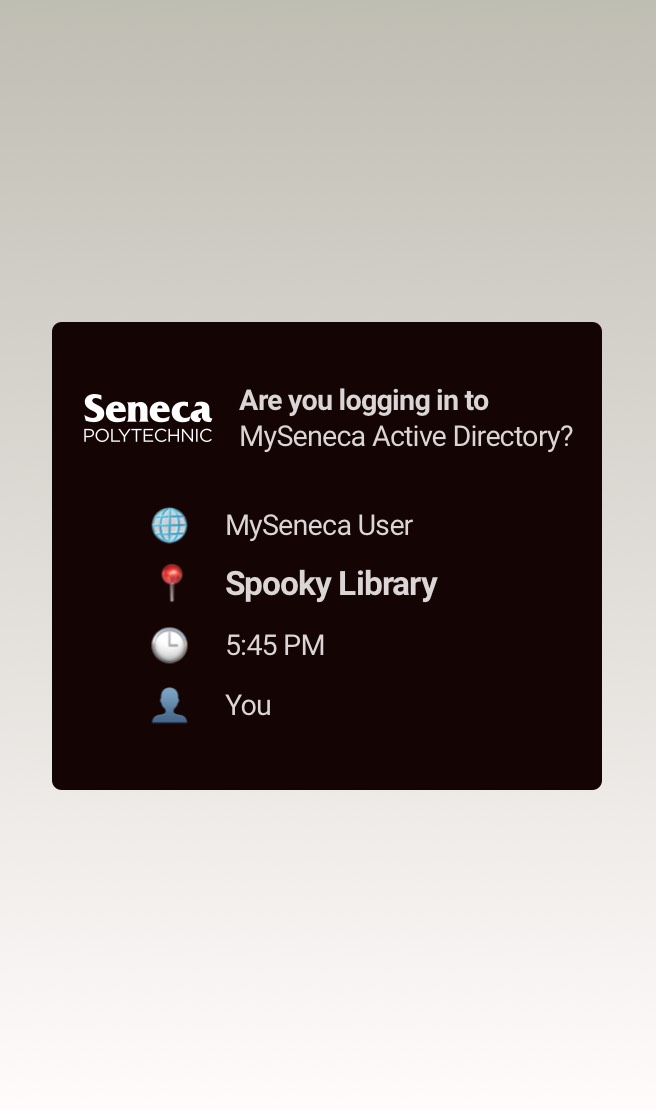 Seneca
POLYTECHNIC
Are you logging in to
MySeneca Active Directory?
MySeneca User
Spooky Library
5:45 PM
You